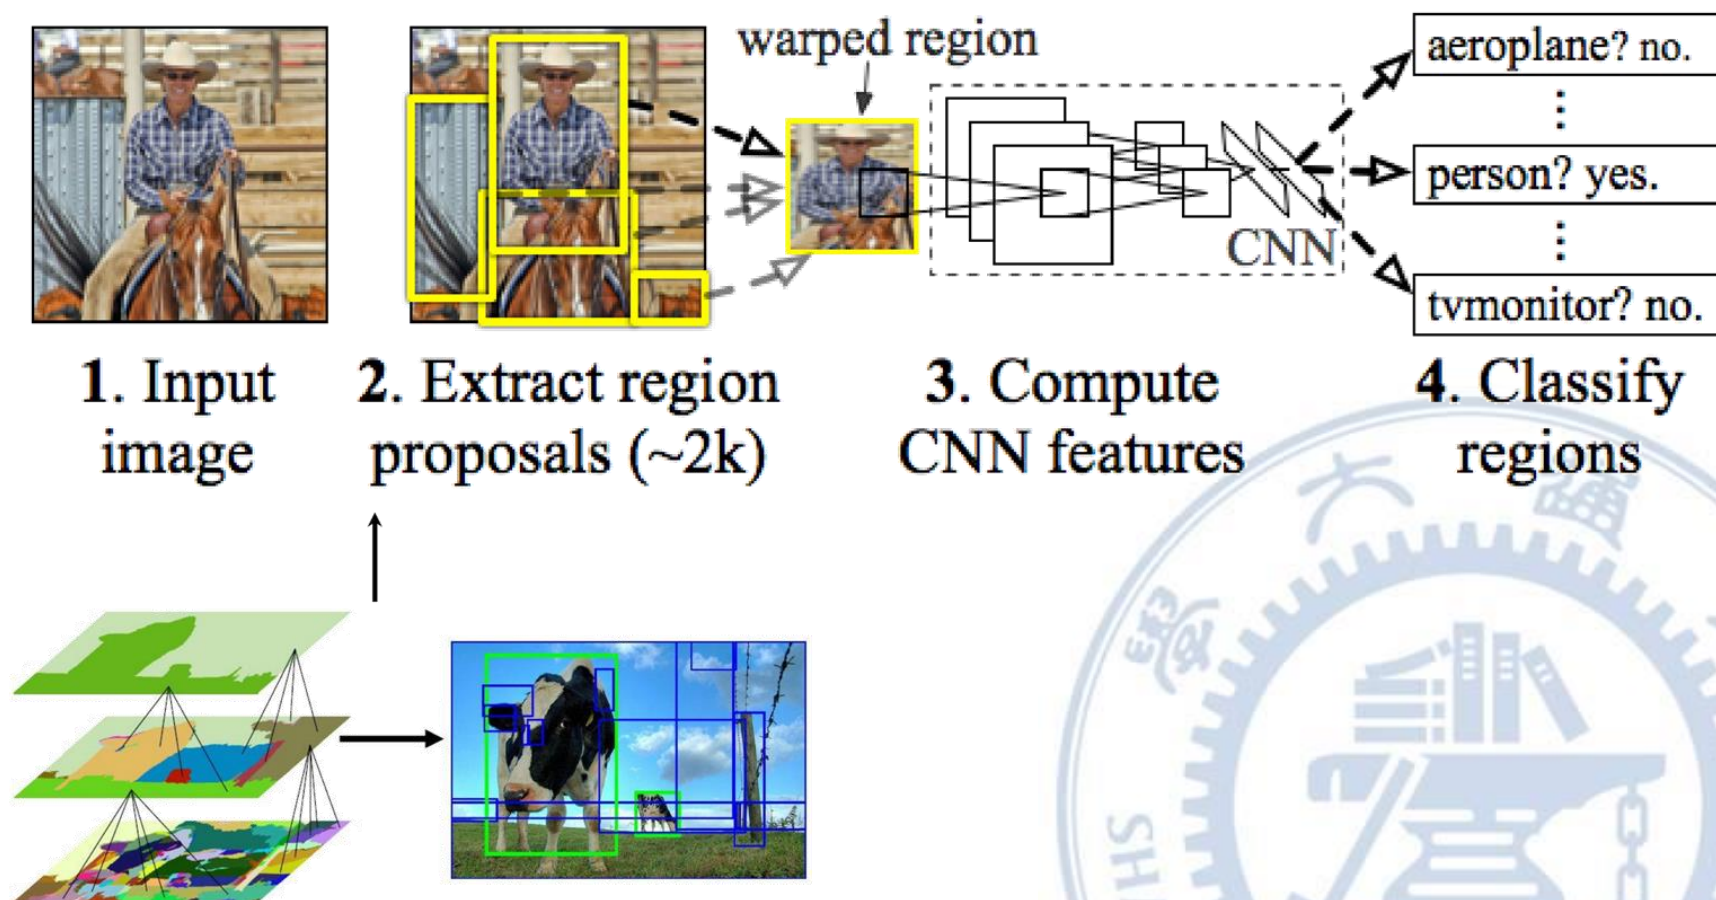 warped region
aeroplane? no.
person? yes.
CNN
tvmonitor? no.
1. Input
image
2. Extract region
proposals (~2k)
3. Compute
CNN features
4. Classify
regions
大